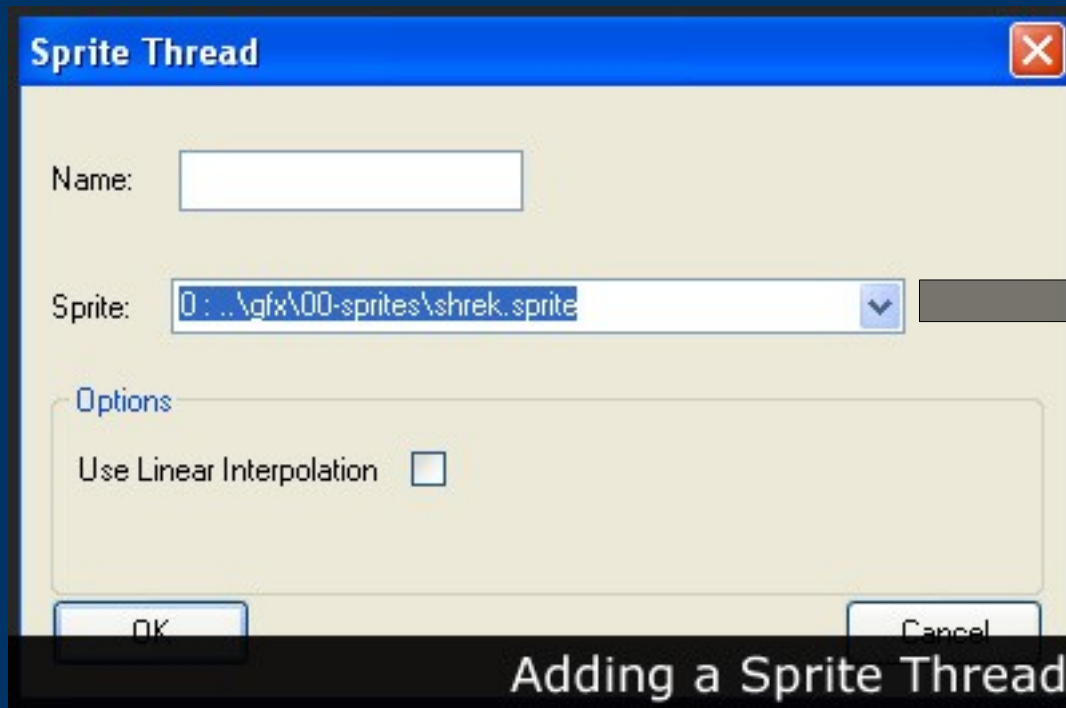 Sprite Thread
Name:
Sprite: 0 : ..\gfx\00-sprites\shrek.sprite
Options
Use Linear Interpolation
OK Cancel
Adding a Sprite Thread